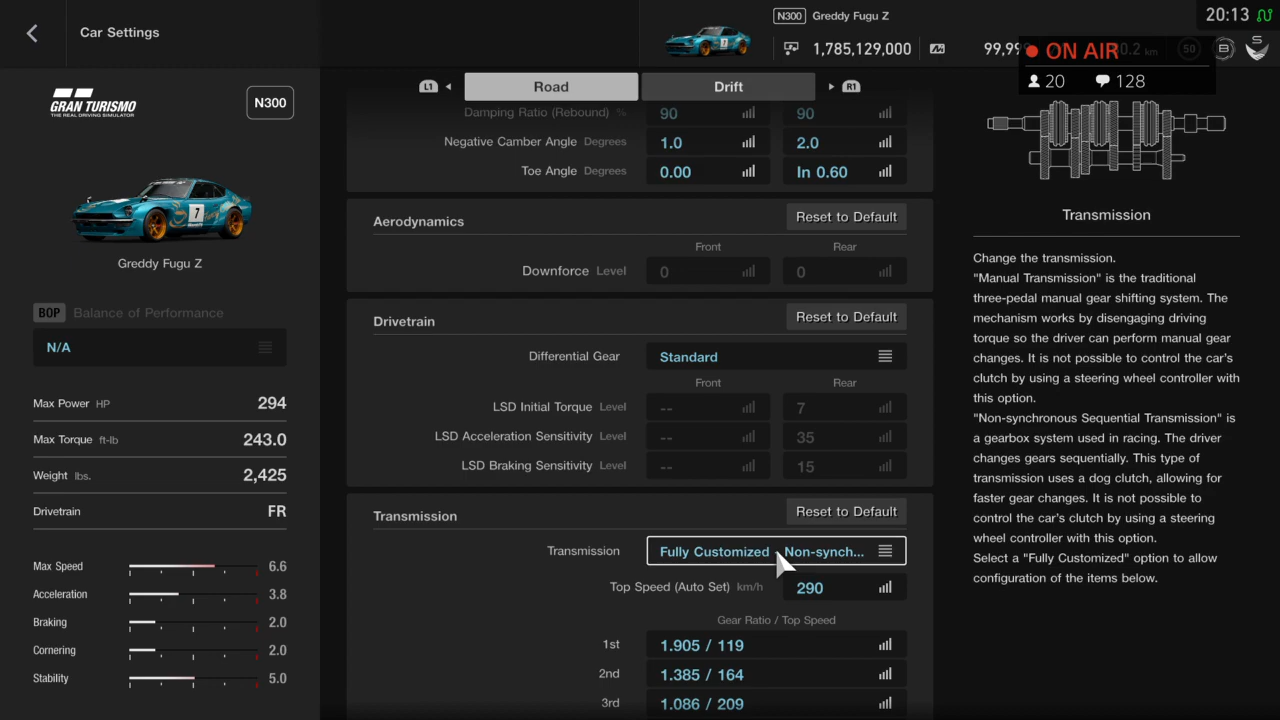 Car Settings
N300 Greddy Fugu Z
20:13
1,785,129,000
50
B
S
ON AIR
20 128
L1 Road Drift R1
GRAN TURISMO
THE REAL DRIVING SIMULATOR
N300
7
Greddy Fugu Z
BOP Balance of Performance
N/A
Max Power HP 294
Max Torque ft-lb 243.0
Weight lbs. 2,425
Drivetrain FR
Max Speed 6.6
Acceleration 3.8
Braking 2.0
Cornering 2.0
Stability 5.0
Damping Ratio (Rebound) % 90 90
Negative Camber Angle Degrees 1.0 2.0
Toe Angle Degrees 0.00 In 0.60
Aerodynamics Reset to Default
Front Rear
Downforce Level 0 0
Drivetrain Reset to Default
Differential Gear Standard
Front Rear
LSD Initial Torque Level -- 7
LSD Acceleration Sensitivity Level -- 35
LSD Braking Sensitivity Level -- 15
Transmission Reset to Default
Transmission Fully Customized - Non-synch...
Top Speed (Auto Set) km/h 290
Gear Ratio / Top Speed
1st 1.905 / 119
2nd 1.385 / 164
3rd 1.086 / 209
Transmission
Change the transmission.
"Manual Transmission" is the traditional
three-pedal manual gear shifting system. The
mechanism works by disengaging driving
torque so the driver can perform manual gear
changes. It is not possible to control the car's
clutch by using a steering wheel controller with
this option.
"Non-synchronous Sequential Transmission" is
a gearbox system used in racing. The driver
changes gears sequentially. This type of
transmission uses a dog clutch, allowing for
faster gear changes. It is not possible to
control the car's clutch by using a steering
wheel controller with this option.
Select a "Fully Customized" option to allow
configuration of the items below.